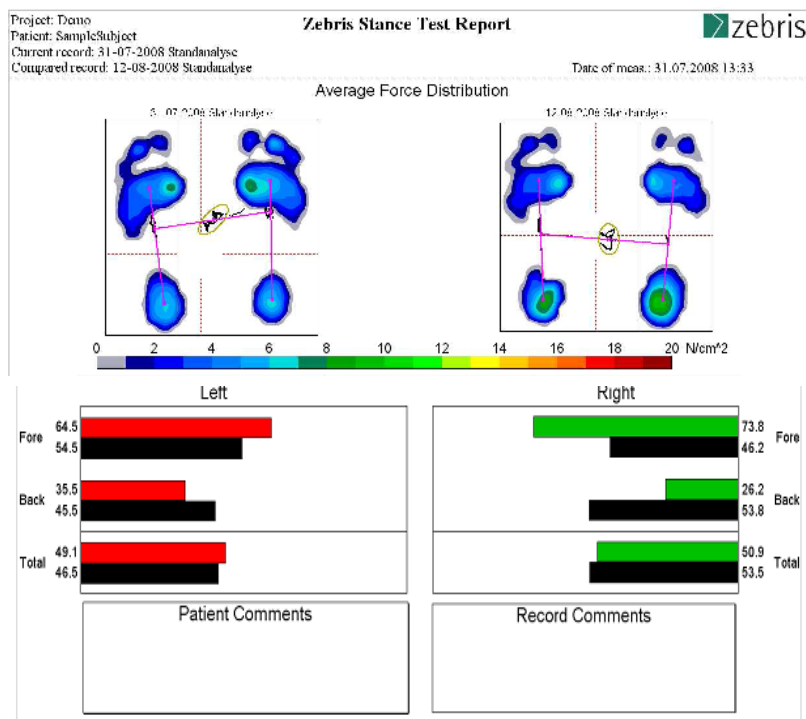 Project: Demo
Zebris Stance Test Report
zebris
Patient: SampleSubject
Current record: 31-07-2008 Standanalyse
Compared record: 12-08-2008 Standanalyse
Date of meas.: 31.07.2008 13:33
Average Force Distribution
0 2 4 6 8 10 12 14 16 18 20 N/cm^2
Left Right
Fore 64.5 73.8 Fore
54.5 46.2
Back 35.5 26.2 Back
45.5 53.8
Total 49.1 50.9 Total
46.5 53.5
Patient Comments Record Comments